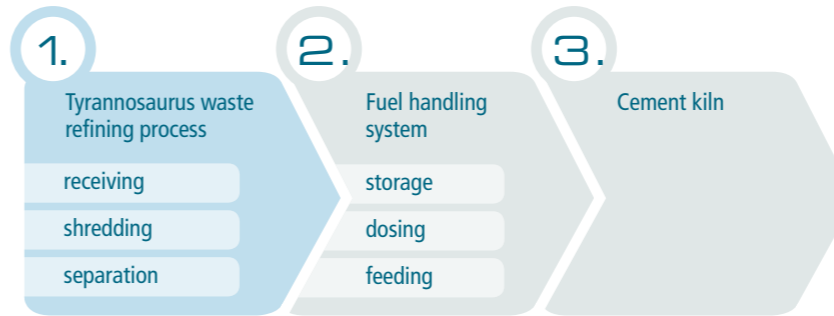 1.
Tyrannosaurus waste
refining process
receiving
shredding
separation
2.
Fuel handling
system
storage
dosing
feeding
3.
Cement kiln